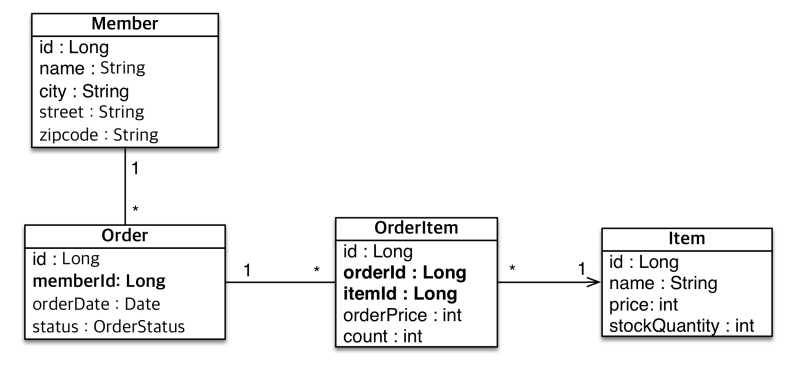 Member
id : Long
name : String
city : String
street : String
zipcode : String
1
*
Order
id : Long
memberId: Long
orderDate : Date
status : OrderStatus
1
*
OrderItem
id : Long
orderId : Long
itemId : Long
orderPrice : int
count : int
*
1
Item
id : Long
name : String
price: int
stockQuantity : int